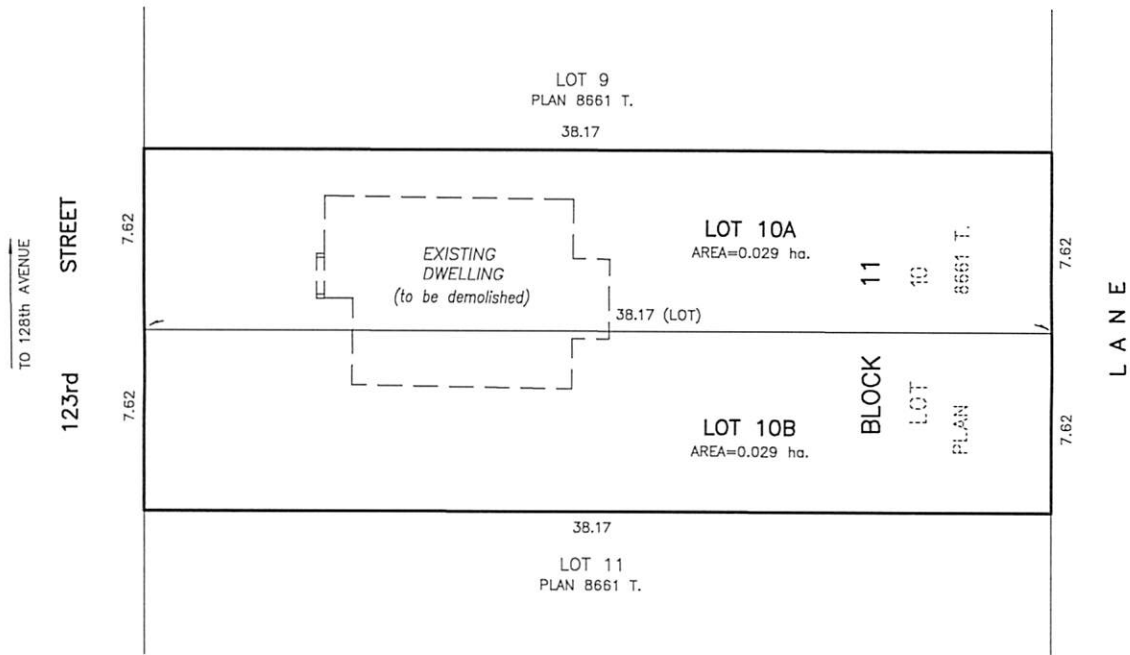 LOT 9
PLAN 8661 T.
38.17
TO 128th AVENUE
123rd STREET
7.62
7.62
EXISTING
DWELLING
(to be demolished)
LOT 10A
AREA=0.029 ha.
38.17 (LOT)
LOT 10B
AREA=0.029 ha.
BLOCK 11
LOT 10
PLAN 8661 T.
7.62
7.62
LANE
38.17
LOT 11
PLAN 8661 T.